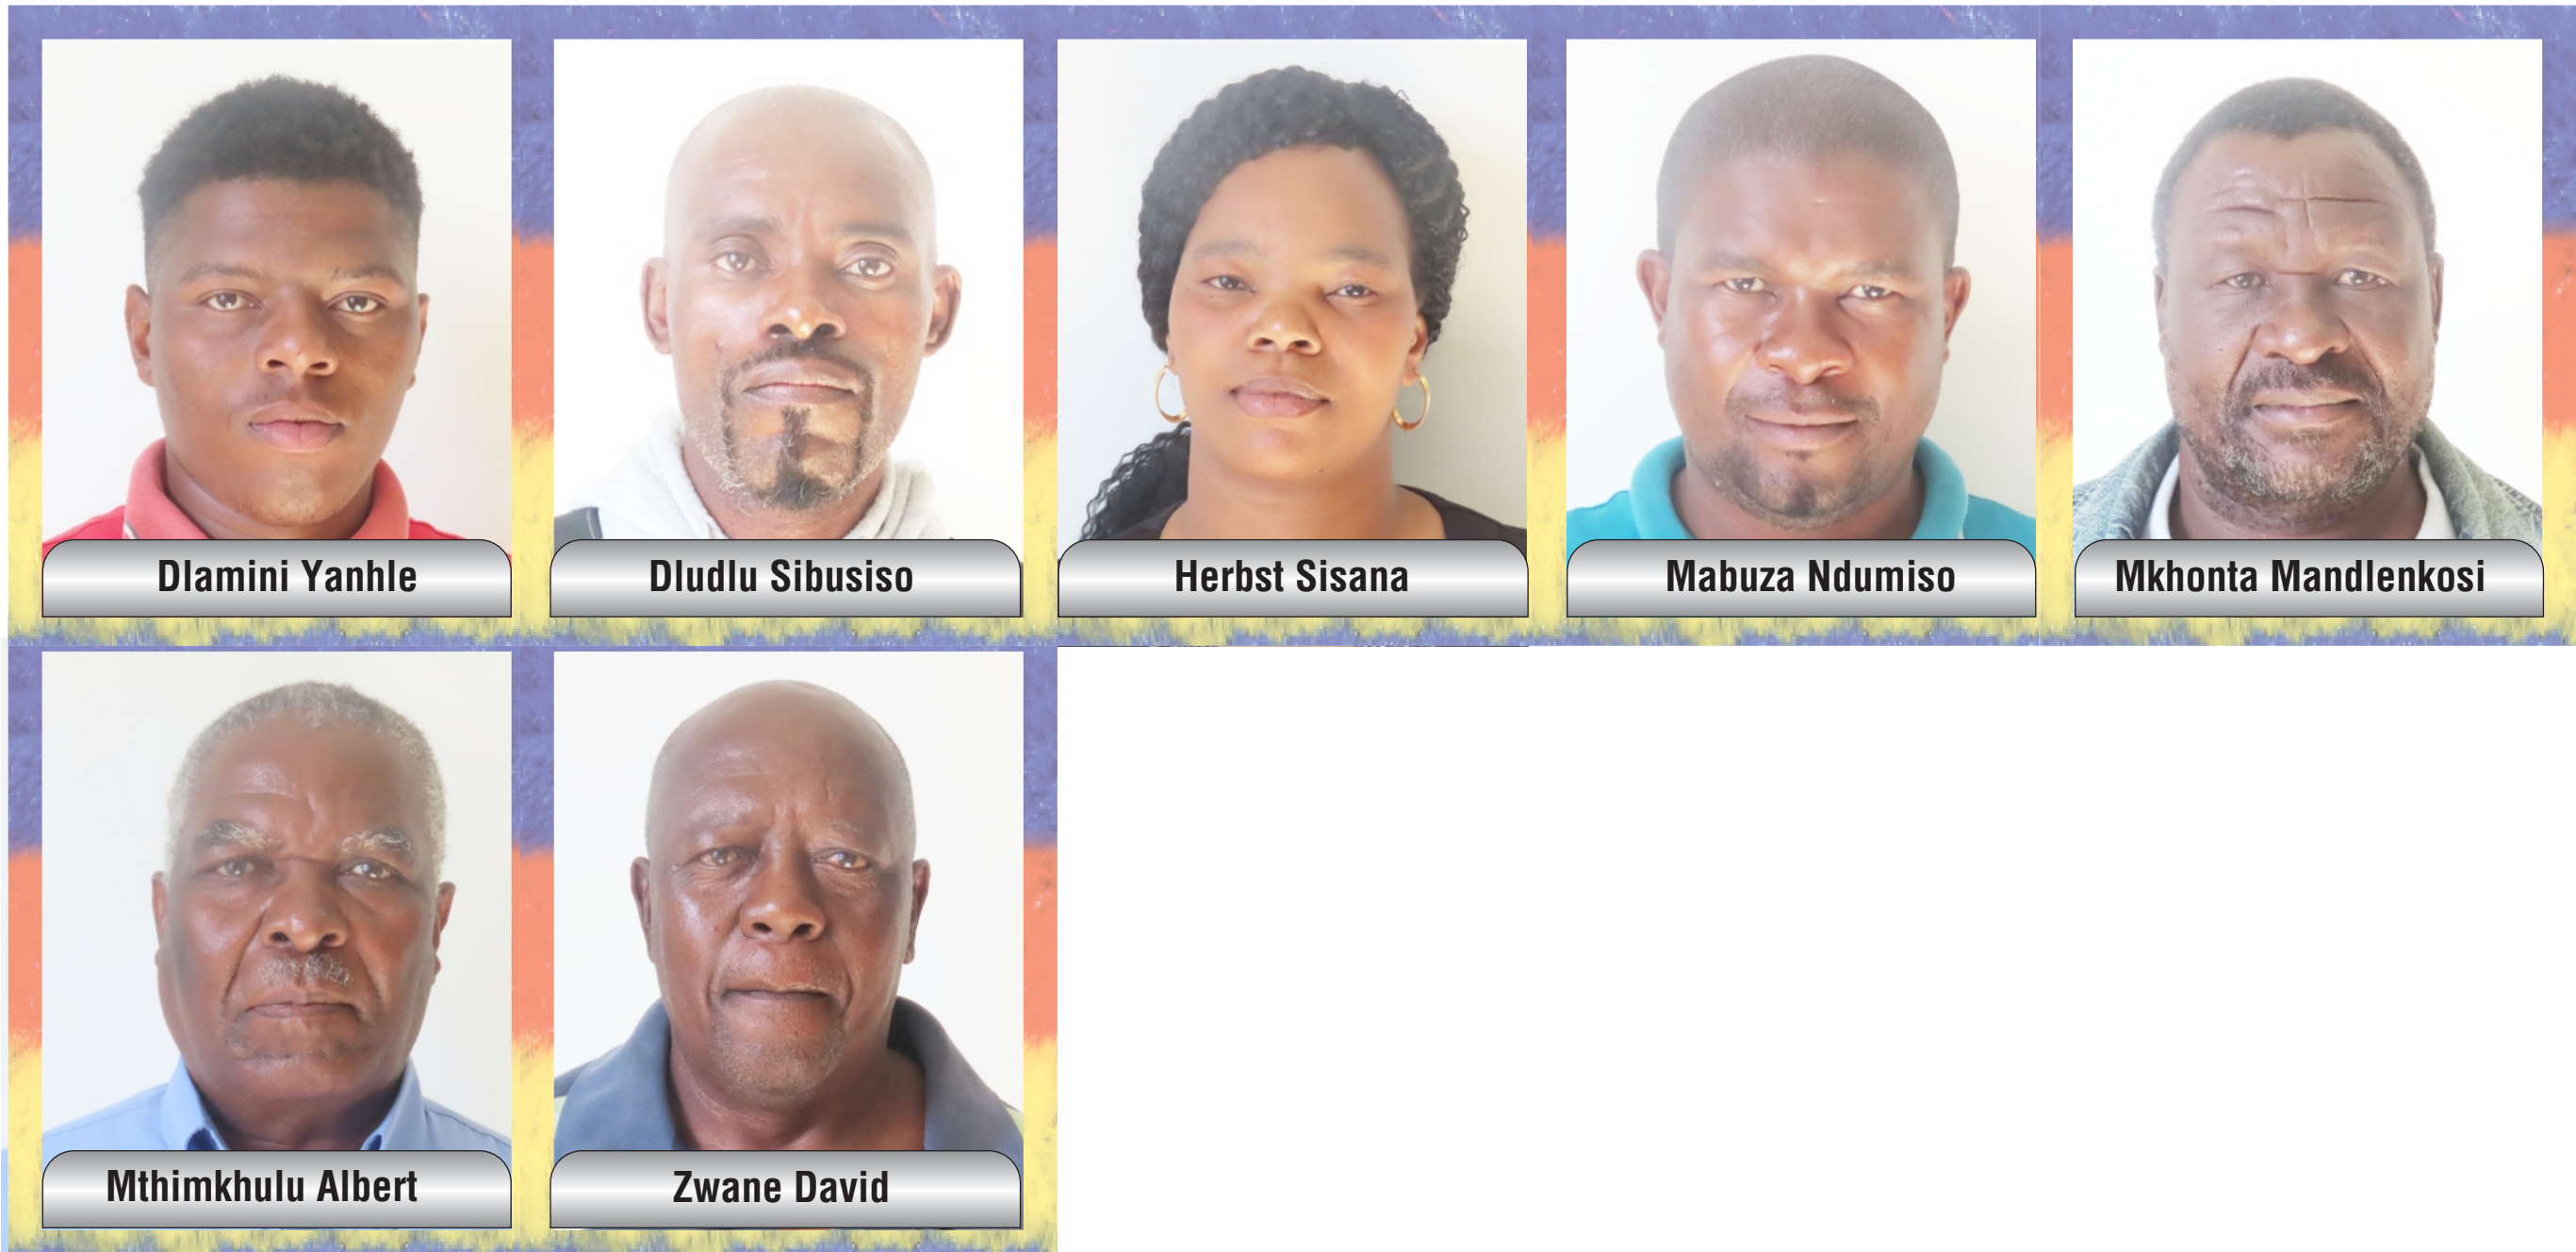 Dlamini Yanhle
Dludlu Sibusiso
Herbst Sisana
Mabuza Ndumiso
Mkhonta Mandlenkosi
Mthimkhulu Albert
Zwane David